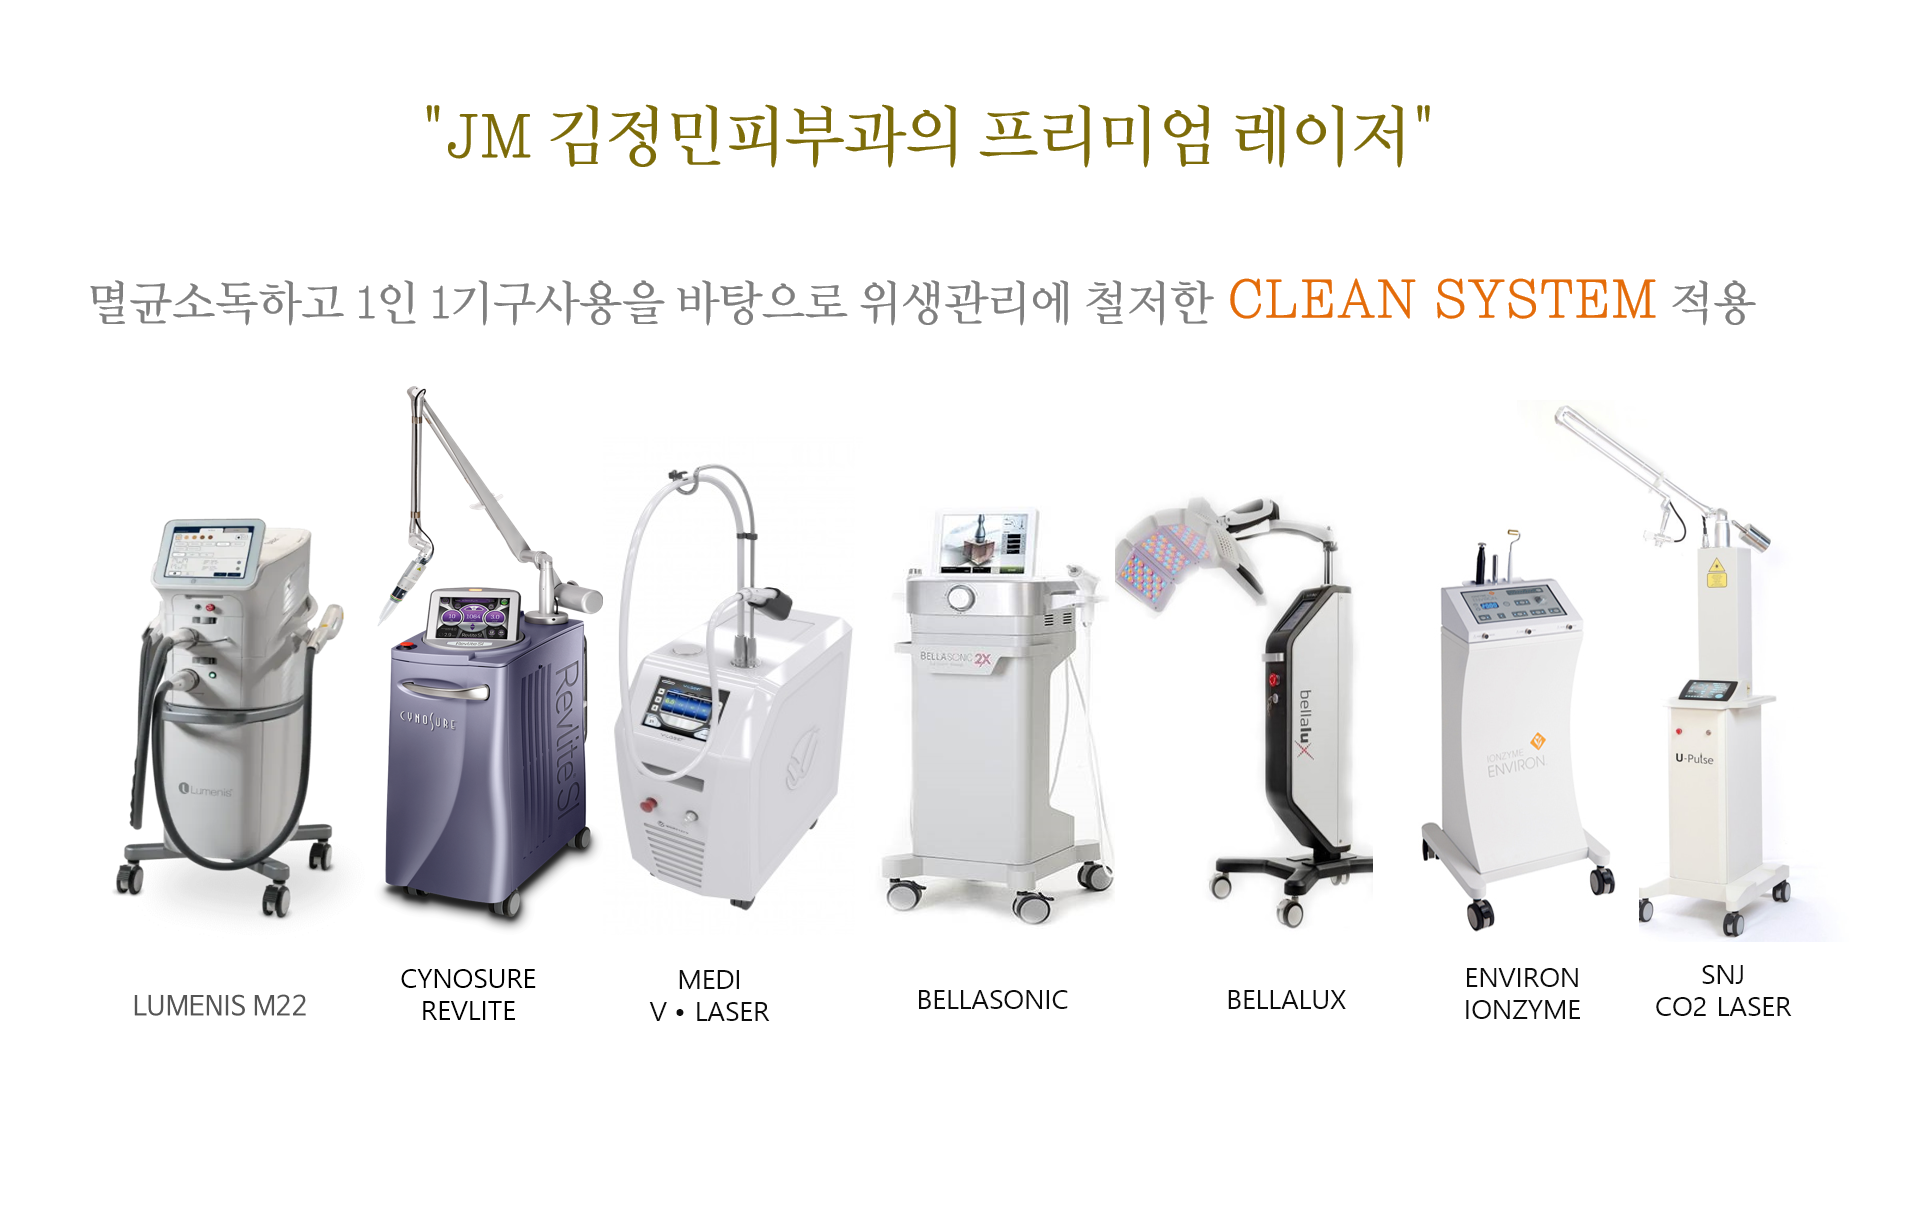 "JM 김정민피부과의 프리미엄 레이저"
멸균소독하고 1인 1기구사용을 바탕으로 위생관리에 철저한 CLEAN SYSTEM 적용
Lumenis
CYNOSURE
Revlite SI
BELLASONIC 2X
bellalux
IONZYME
ENVIRON
U-Pulse
LUMENIS M22
CYNOSURE
REVLITE
MEDI
V • LASER
BELLASONIC
BELLALUX
ENVIRON
IONZYME
SNJ
CO2 LASER